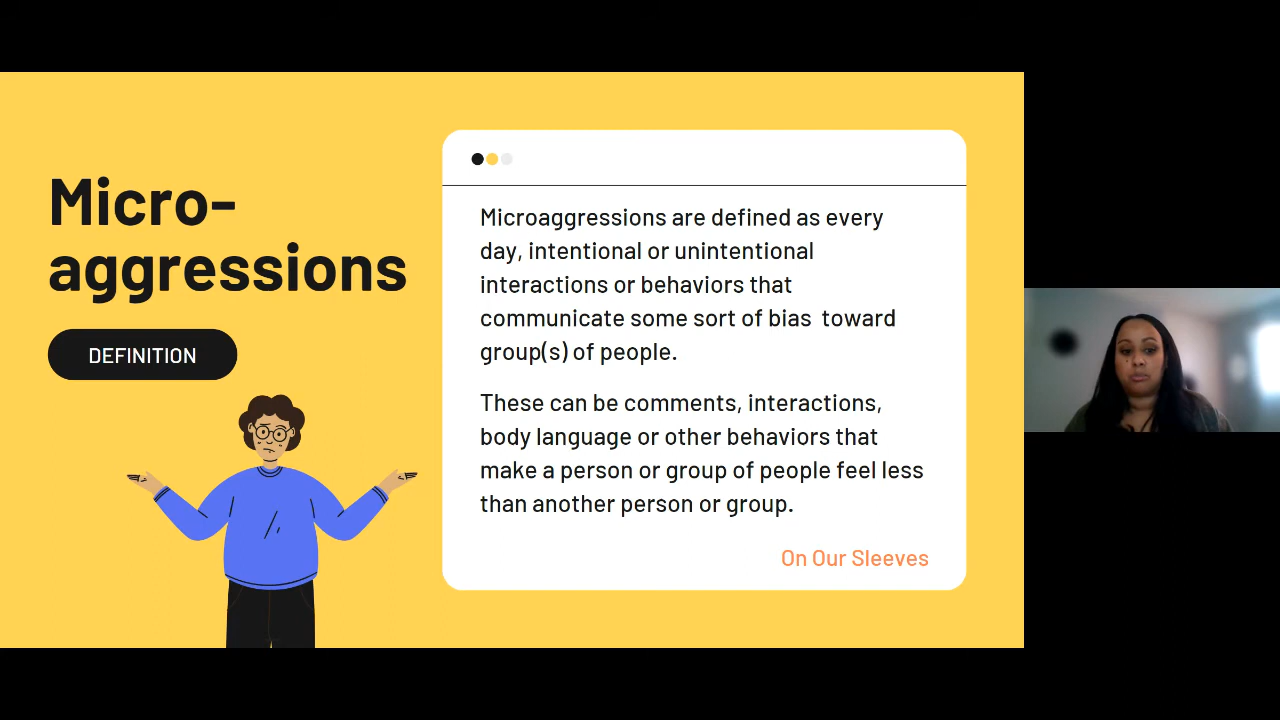 Micro-
aggressions
DEFINITION
Microaggressions are defined as every
day, intentional or unintentional
interactions or behaviors that
communicate some sort of bias  toward
group(s) of people.
These can be comments, interactions,
body language or other behaviors that
make a person or group of people feel less
than another person or group.
On Our Sleeves